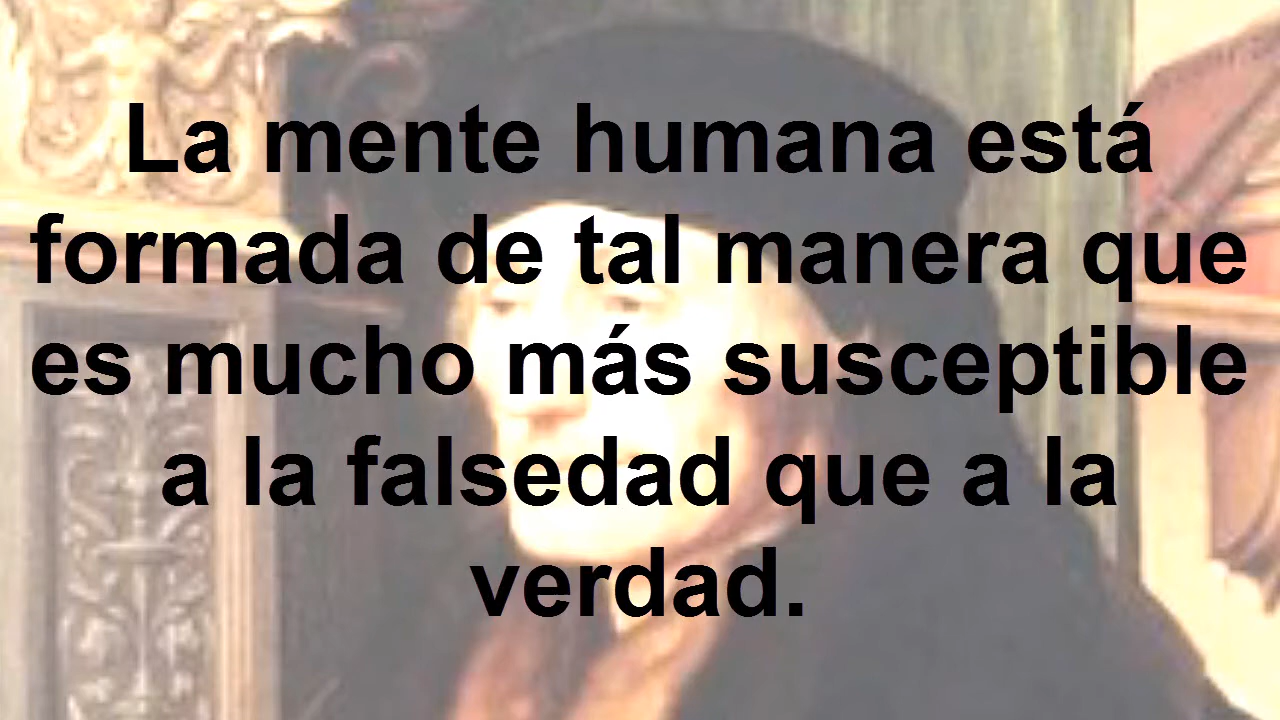 La mente humana está
formada de tal manera que
es mucho más susceptible
a la falsedad que a la
verdad.